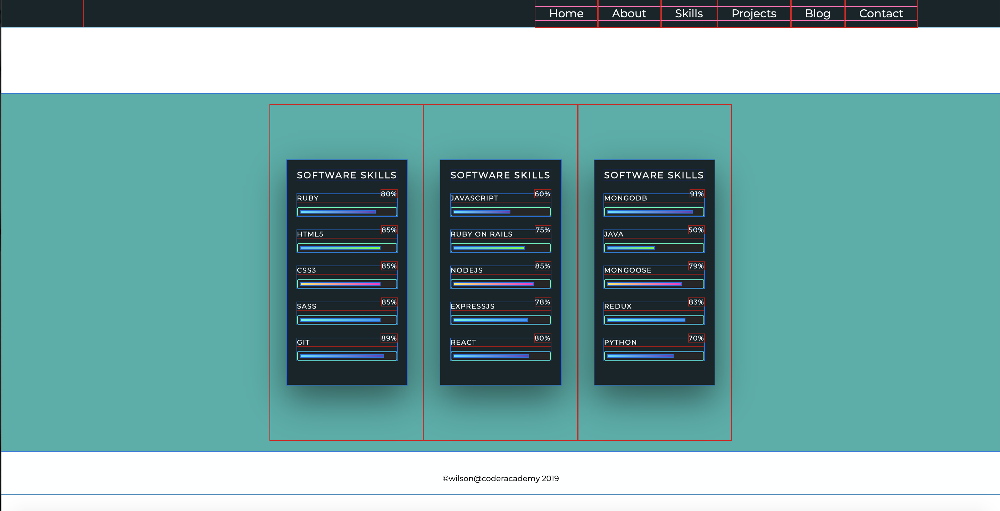 Home About Skills Projects Blog Contact
SOFTWARE SKILLS
RUBY 80%
HTML5 85%
CSS3 85%
SASS 85%
GIT 89%
SOFTWARE SKILLS
JAVASCRIPT 60%
RUBY ON RAILS 75%
NODEJS 85%
EXPRESSJS 78%
REACT 80%
SOFTWARE SKILLS
MONGODB 91%
JAVA 50%
MONGOOSE 79%
REDUX 83%
PYTHON 70%
©wilson@coderacademy 2019